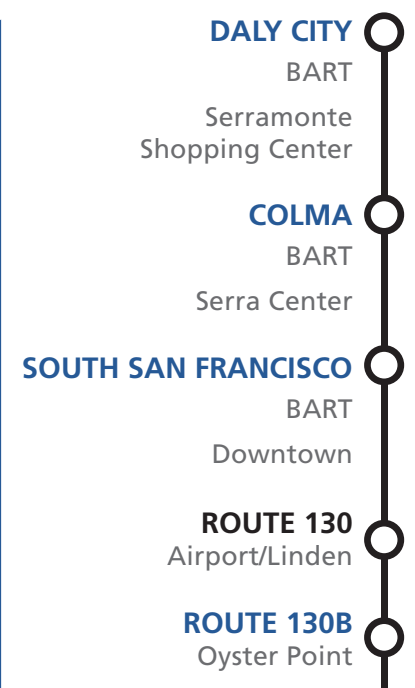 DALY CITY
BART
Serramonte
Shopping Center
COLMA
BART
Serra Center
SOUTH SAN FRANCISCO
BART
Downtown
ROUTE 130
Airport/Linden
ROUTE 130B
Oyster Point